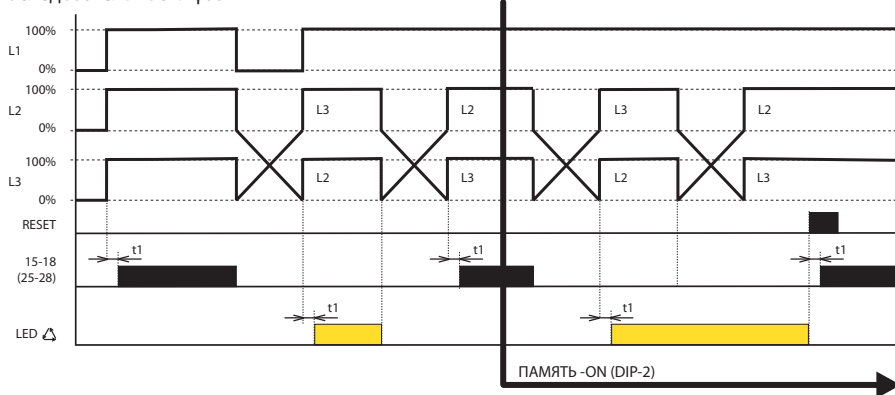 100%
L1
0%
100%
L2
L3
L2
L3
L2
0%
100%
L3
L2
L3
L2
L3
0%
RESET
t1
t1
t1
15-18
(25-28)
t1
t1
LED
ПАМЯТЬ -ON (DIP-2)